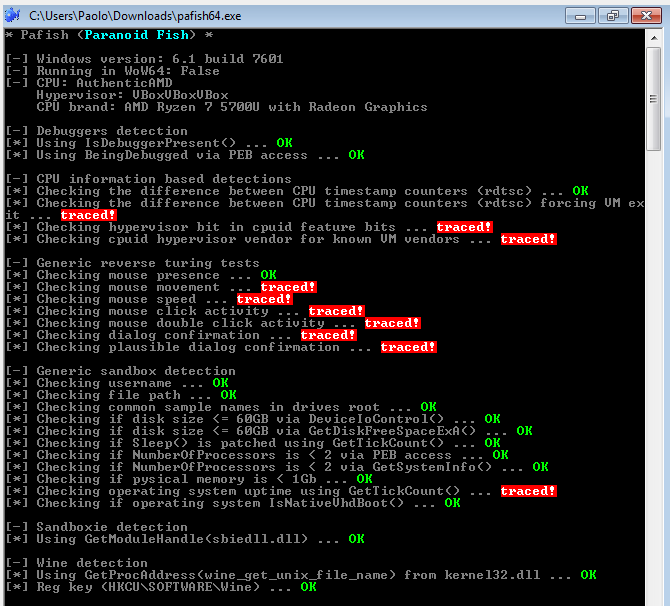 C:\Users\Paolo\Downloads\pafish64.exe
* Pafish (Paranoid Fish) *
[-] Windows version: 6.1 build 7601
[-] Running in WoW64: False
[-] CPU: AuthenticAMD
Hypervisor: VBoxVBoxVBox
CPU brand: AMD Ryzen 7 5700U with Radeon Graphics
[-] Debuggers detection
[*] Using IsDebuggerPresent() ... OK
[*] Using BeingDebugged via PEB access ... OK
[-] CPU information based detections
[*] Checking the difference between CPU timestamp counters (rdtsc) ... OK
[*] Checking the difference between CPU timestamp counters (rdtsc) forcing VM ex
it ... traced!
[*] Checking hypervisor bit in cpuid feature bits ... traced!
[*] Checking cpuid hypervisor vendor for known VM vendors ... traced!
[-] Generic reverse turing tests
[*] Checking mouse presence ... OK
[*] Checking mouse movement ... traced!
[*] Checking mouse speed ... traced!
[*] Checking mouse click activity ... traced!
[*] Checking mouse double click activity ... traced!
[*] Checking dialog confirmation ... traced!
[*] Checking plausible dialog confirmation ... traced!
[-] Generic sandbox detection
[*] Checking username ... OK
[*] Checking file path ... OK
[*] Checking common sample names in drives root ... OK
[*] Checking if disk size <= 60GB via DeviceIoControl() ... OK
[*] Checking if disk size <= 60GB via GetDiskFreeSpaceExA() ... OK
[*] Checking if Sleep() is patched using GetTickCount() ... OK
[*] Checking if NumberOfProcessors is < 2 via PEB access ... OK
[*] Checking if NumberOfProcessors is < 2 via GetSystemInfo() ... OK
[*] Checking if pysical memory is < 1Gb ... OK
[*] Checking operating system uptime using GetTickCount() ... traced!
[*] Checking if operating system IsNativeVhdBoot() ... OK
[-] Sandboxie detection
[*] Using GetModuleHandle(sbiedll.dll) ... OK
[-] Wine detection
[*] Using GetProcAddress(wine_get_unix_file_name) from kernel32.dll ... OK
[*] Reg key (HKCU\SOFTWARE\Wine) ... OK